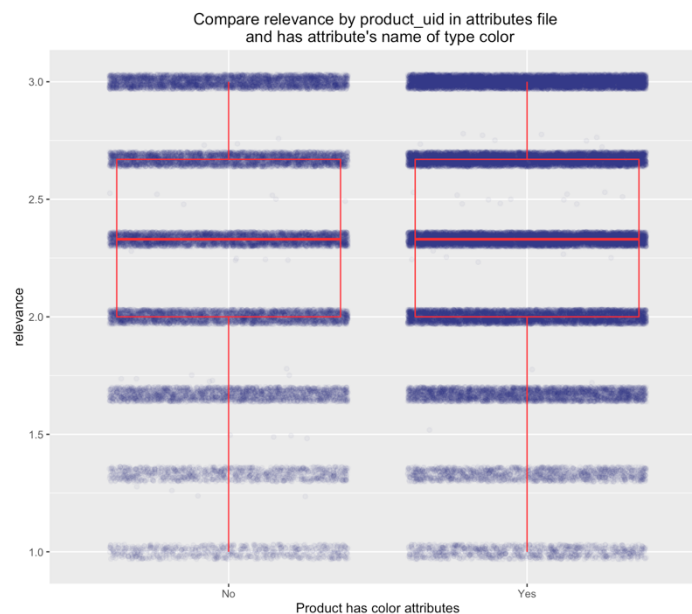 Compare relevance by product_uid in attributes file
and has attribute's name of type color
3.0
2.5
2.0
1.5
1.0
relevance
No Yes
Product has color attributes